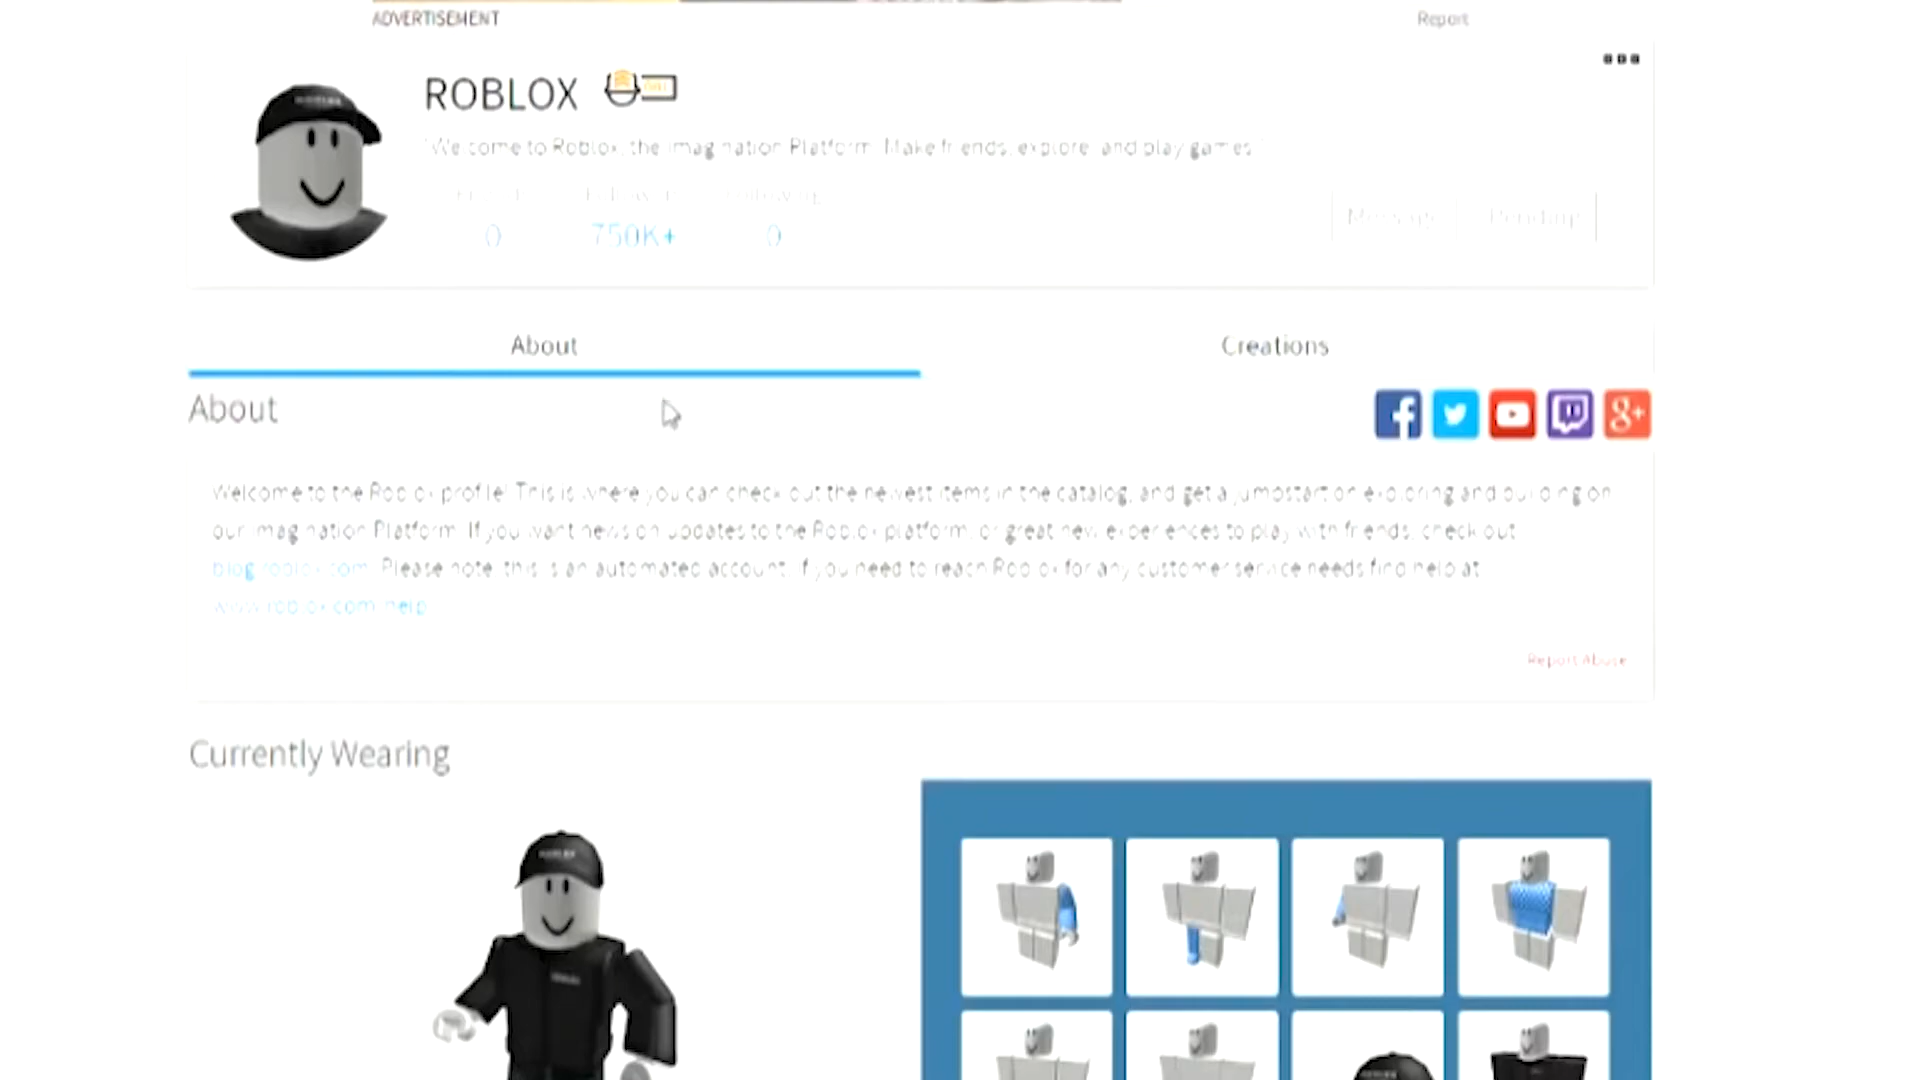 ADVERTISEMENT
Report
ROBLOX
"Welcome to Roblox, the Imagination Platform. Make friends, explore, and play games."
Following
0
750K+
0
Message
Pending
About
Creations
About
Welcome to the Roblox profile! This is where you can check out the newest items in the catalog, and get a jumpstart on exploring and building on
our Imagination Platform. If you want news on updates to the Roblox platform, or great new experiences to play with friends, check out
blog.roblox.com. Please note, this is an automated account. If you need to reach Roblox for any customer service needs find help at
www.roblox.com/help
Report Abuse
Currently Wearing